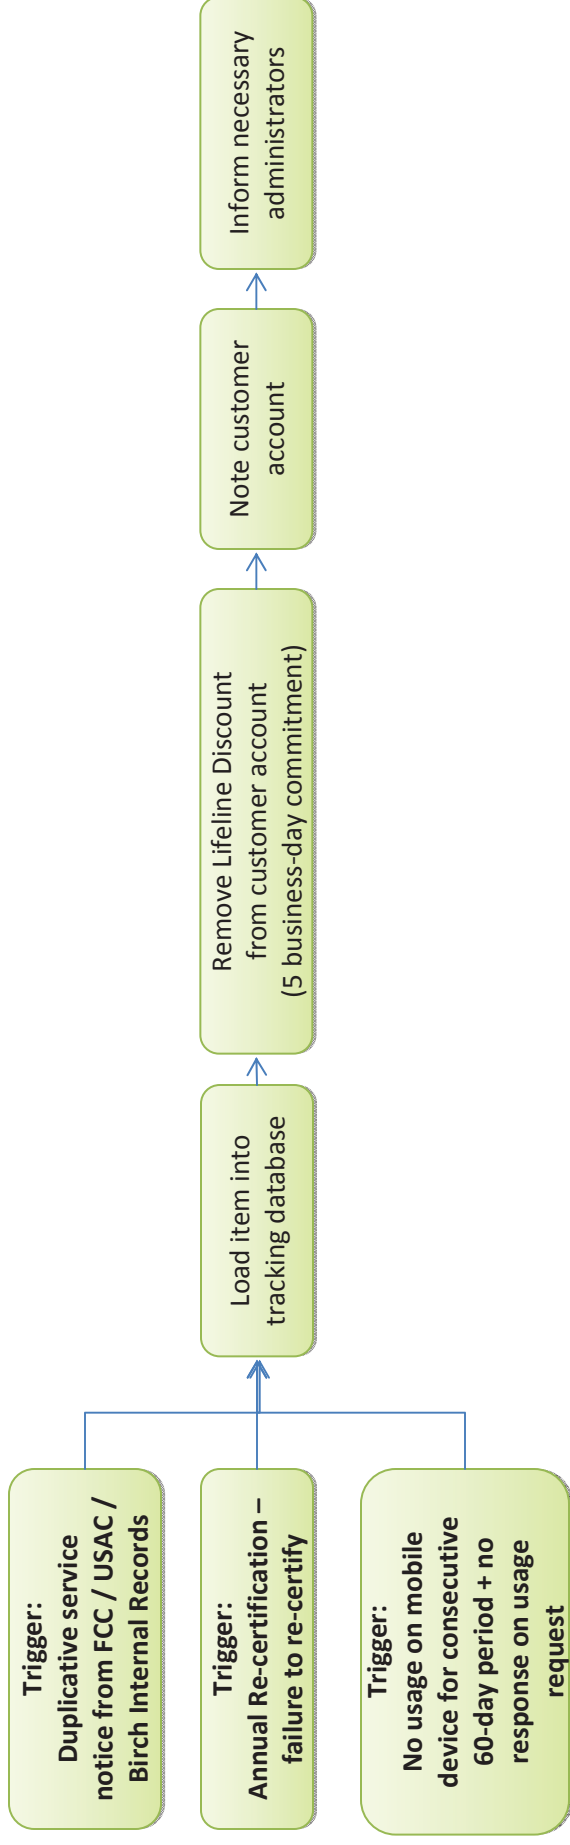 Trigger:
Duplicative service
notice from FCC / USAC /
Birch Internal Records
Trigger:
Annual Re-certification –
failure to re-certify
Trigger:
No usage on mobile
device for consecutive
60-day period + no
response on usage
request
Load item into
tracking database
Remove Lifeline Discount
from customer account
(5 business-day commitment)
Note customer
account
Inform necessary
administrators